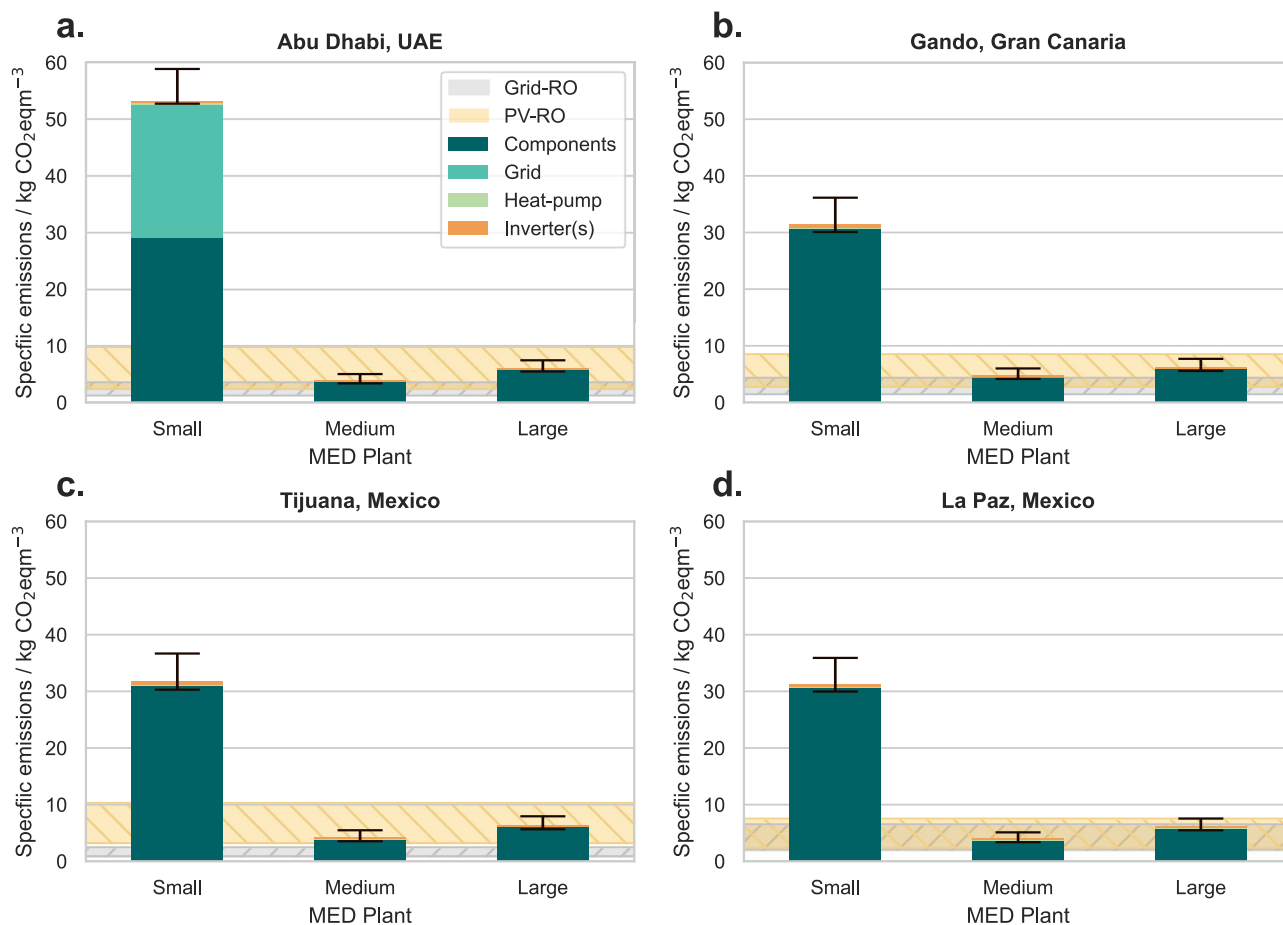 a.
Abu Dhabi, UAE
60
50
40
30
20
10
0
Specfiic emissions / kg CO₂eqm⁻³
Grid-RO
PV-RO
Components
Grid
Heat-pump
Inverter(s)
Small
Medium
Large
MED Plant
b.
Gando, Gran Canaria
60
50
40
30
20
10
0
Specfiic emissions / kg CO₂eqm⁻³
Small
Medium
Large
MED Plant
c.
Tijuana, Mexico
60
50
40
30
20
10
0
Specfiic emissions / kg CO₂eqm⁻³
Small
Medium
Large
MED Plant
d.
La Paz, Mexico
60
50
40
30
20
10
0
Specfiic emissions / kg CO₂eqm⁻³
Small
Medium
Large
MED Plant